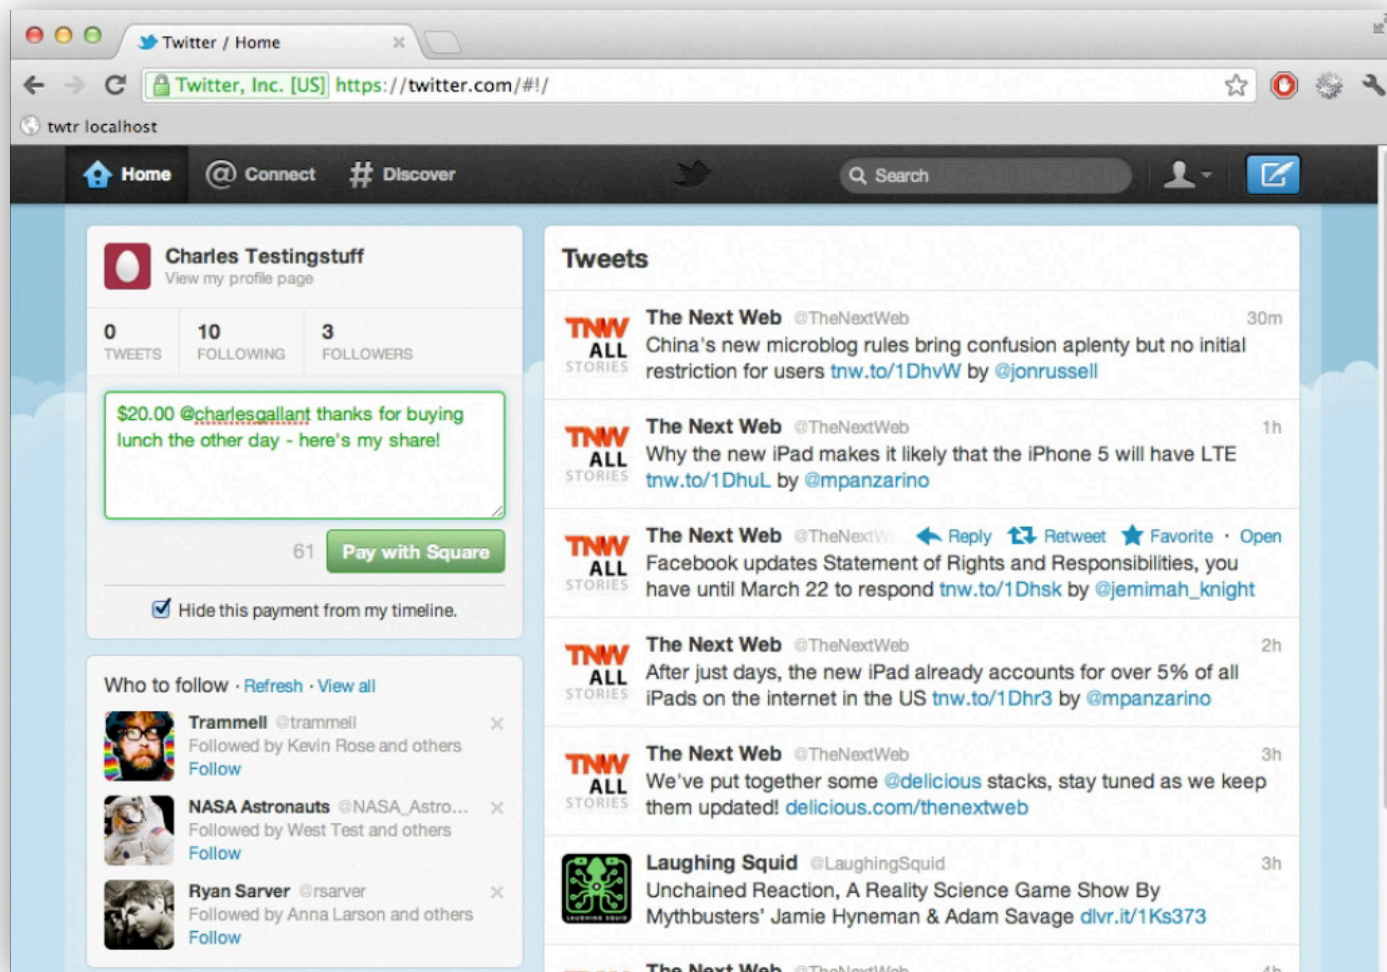 Twitter / Home
Twitter, Inc. [US] https://twitter.com/#!/
twtr localhost
Home
Connect
Discover
Search
Charles Testingstuff
View my profile page
0
TWEETS
10
FOLLOWING
3
FOLLOWERS
$20.00 @charlesgallant thanks for buying
lunch the other day - here's my share!
61
Pay with Square
Hide this payment from my timeline.
Who to follow · Refresh · View all
Trammell @trammell
Followed by Kevin Rose and others
Follow
NASA Astronauts @NASA_Astro...
Followed by West Test and others
Follow
Ryan Sarver @rsarver
Followed by Anna Larson and others
Follow
Tweets
TNW
ALL
STORIES
The Next Web @TheNextWeb 30m
China's new microblog rules bring confusion aplenty but no initial
restriction for users tnw.to/1DhvW by @jonrussell
TNW
ALL
STORIES
The Next Web @TheNextWeb 1h
Why the new iPad makes it likely that the iPhone 5 will have LTE
tnw.to/1DhuL by @mpanzarino
TNW
ALL
STORIES
The Next Web @TheNextW Reply Retweet Favorite · Open
Facebook updates Statement of Rights and Responsibilities, you
have until March 22 to respond tnw.to/1Dhsk by @jemimah_knight
TNW
ALL
STORIES
The Next Web @TheNextWeb 2h
After just days, the new iPad already accounts for over 5% of all
iPads on the internet in the US tnw.to/1Dhr3 by @mpanzarino
TNW
ALL
STORIES
The Next Web @TheNextWeb 3h
We've put together some @delicious stacks, stay tuned as we keep
them updated! delicious.com/thenextweb
LAUGHING SQUID
Laughing Squid @LaughingSquid 3h
Unchained Reaction, A Reality Science Game Show By
Mythbusters' Jamie Hyneman & Adam Savage dlvr.it/1Ks373
The Next Web @TheNextWeb 4h